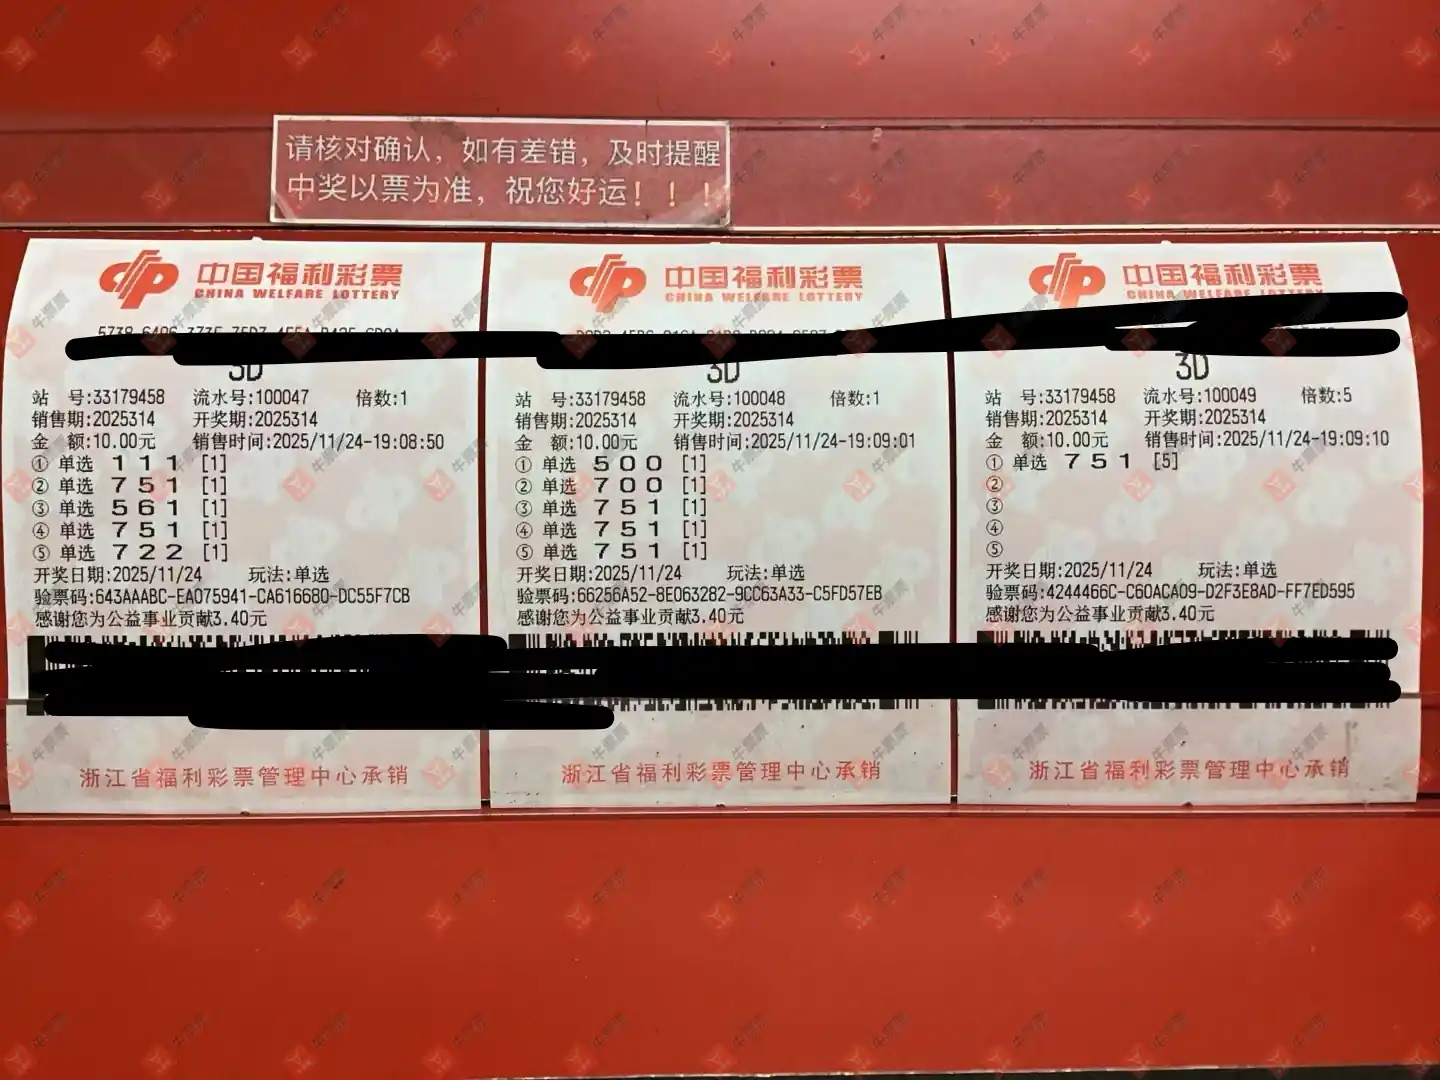 请核对确认，如有差错，及时提醒
中奖以票为准，祝您好运！！！
中国福利彩票
CHINA WELFARE LOTTERY
3D
站 号:33179458 流水号:100047 倍数:1
销售期:2025314 开奖期:2025314
金 额:10.00元 销售时间:2025/11/24-19:08:50
① 单选 1 1 1 [1]
② 单选 7 5 1 [1]
③ 单选 5 6 1 [1]
④ 单选 7 5 1 [1]
⑤ 单选 7 2 2 [1]
开奖日期:2025/11/24 玩法:单选
验票码:643AAABC-EA075941-CA616680-DC55F7CB
感谢您为公益事业贡献3.40元
浙江省福利彩票管理中心承销
中国福利彩票
CHINA WELFARE LOTTERY
3D
站 号:33179458 流水号:100048 倍数:1
销售期:2025314 开奖期:2025314
金 额:10.00元 销售时间:2025/11/24-19:09:01
① 单选 5 0 0 [1]
② 单选 7 0 0 [1]
③ 单选 7 5 1 [1]
④ 单选 7 5 1 [1]
⑤ 单选 7 5 1 [1]
开奖日期:2025/11/24 玩法:单选
验票码:66256A52-8E063282-9CC63A33-C5FD57EB
感谢您为公益事业贡献3.40元
浙江省福利彩票管理中心承销
中国福利彩票
CHINA WELFARE LOTTERY
3D
站 号:33179458 流水号:100049 倍数:5
销售期:2025314 开奖期:2025314
金 额:10.00元 销售时间:2025/11/24-19:09:10
① 单选 7 5 1 [5]
②
③
④
⑤
开奖日期:2025/11/24 玩法:单选
验票码:4244466C-C60ACA09-D2F3E8AD-FF7ED595
感谢您为公益事业贡献3.40元
浙江省福利彩票管理中心承销